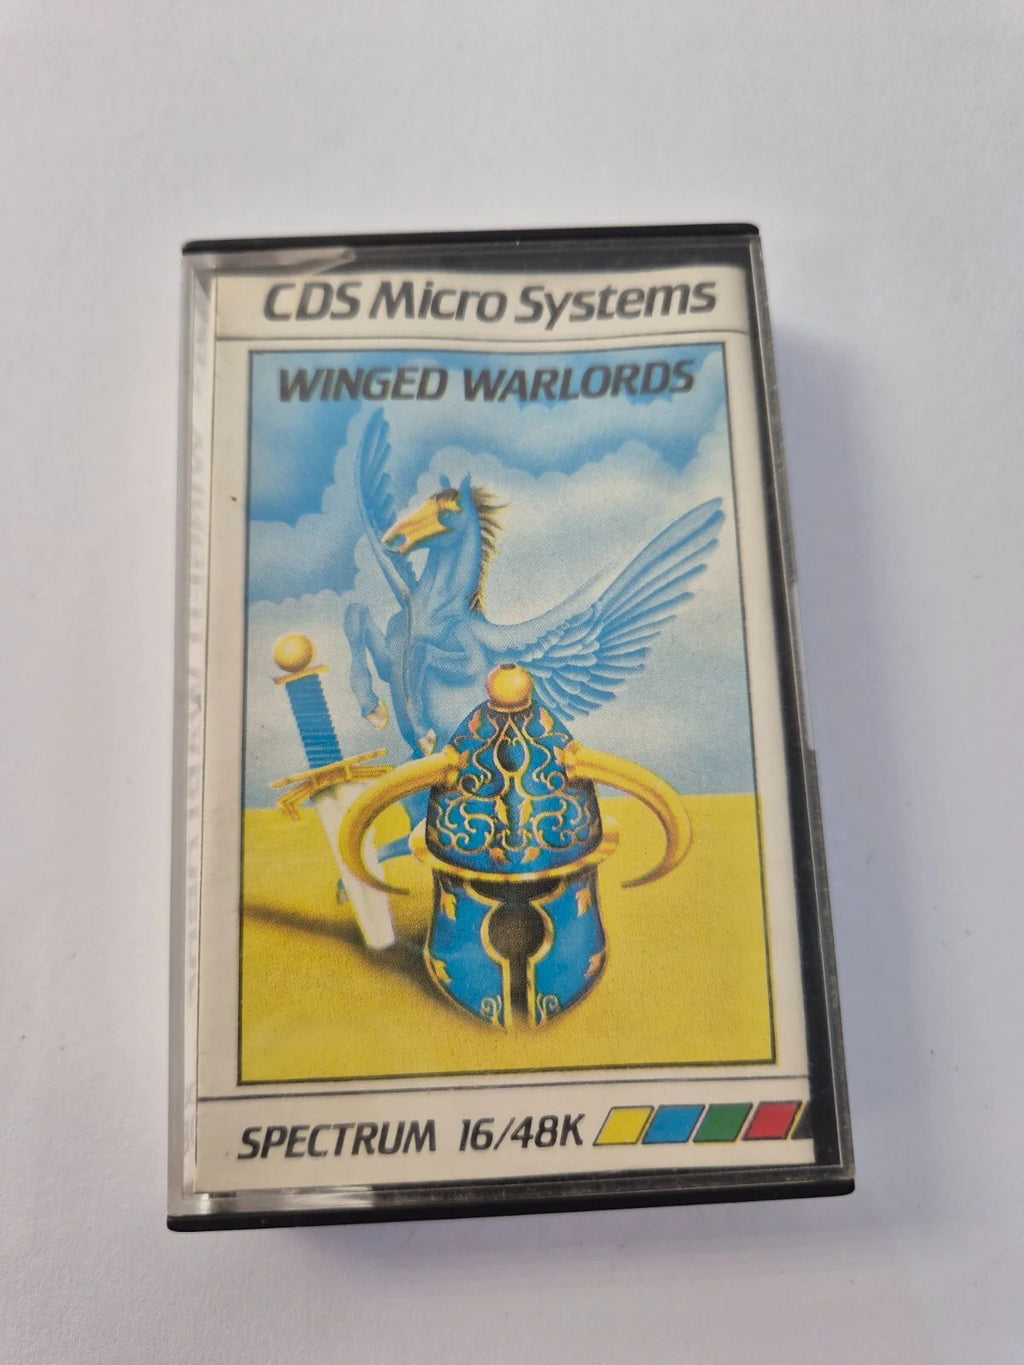 CDS Micro Systems
WINGED WARLORDS
SPECTRUM 16/48K